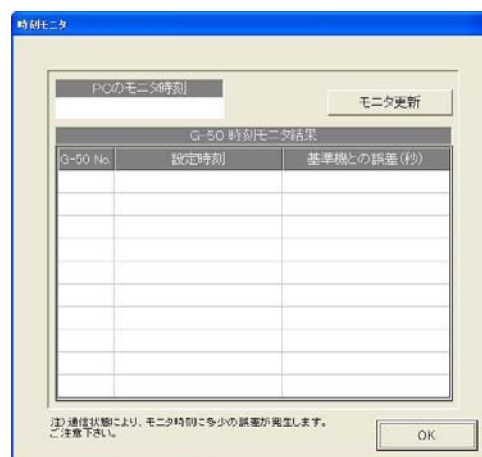 時刻モニタ
PCのモニタ時刻
モニタ更新
G-50 時刻モニタ結果
G-50 No. 設定時刻 基準機との誤差(秒)
注)通信状態により、モニタ時刻に多少の誤差が発生します。
ご注意下さい。
OK